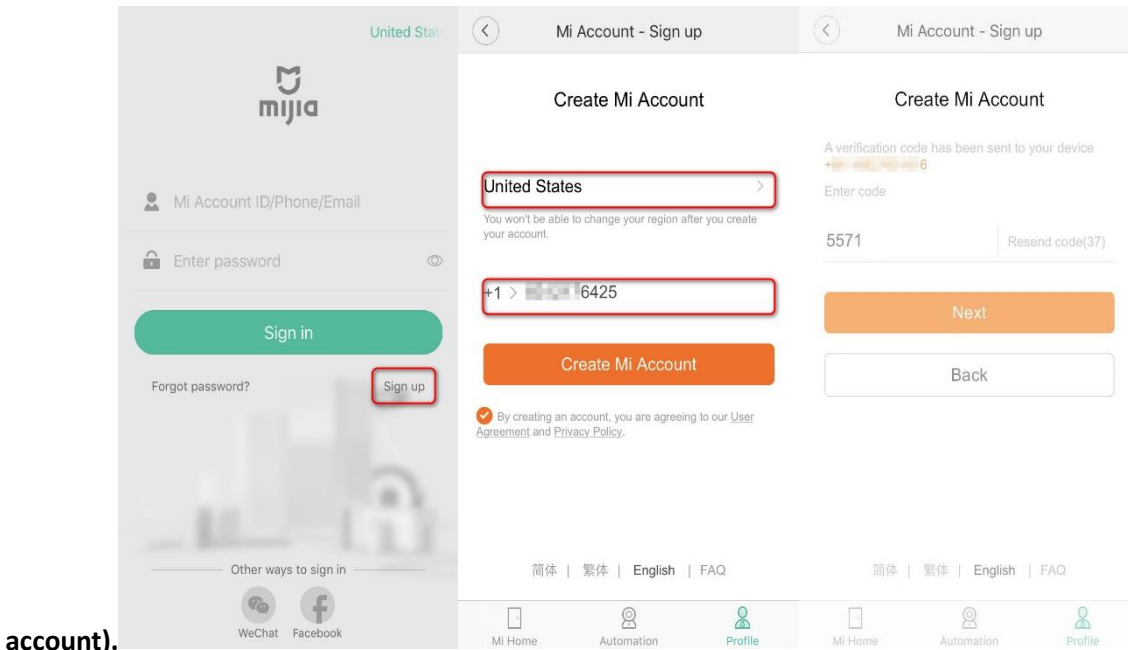 United Stat
mijia
Mi Account ID/Phone/Email
Enter password
Sign in
Forgot password?
Sign up
Other ways to sign in
WeChat
Facebook
Mi Account - Sign up
Create Mi Account
United States
You won't be able to change your region after you create
your account.
+1 > 6425
Create Mi Account
By creating an account, you are agreeing to our User
Agreement and Privacy Policy.
简体 | 繁体 | English | FAQ
Mi Home
Automation
Profile
Mi Account - Sign up
Create Mi Account
A verification code has been sent to your device
+ 6
Enter code
5571
Resend code(37)
Next
Back
简体 | 繁体 | English | FAQ
Mi Home
Automation
Profile
account).